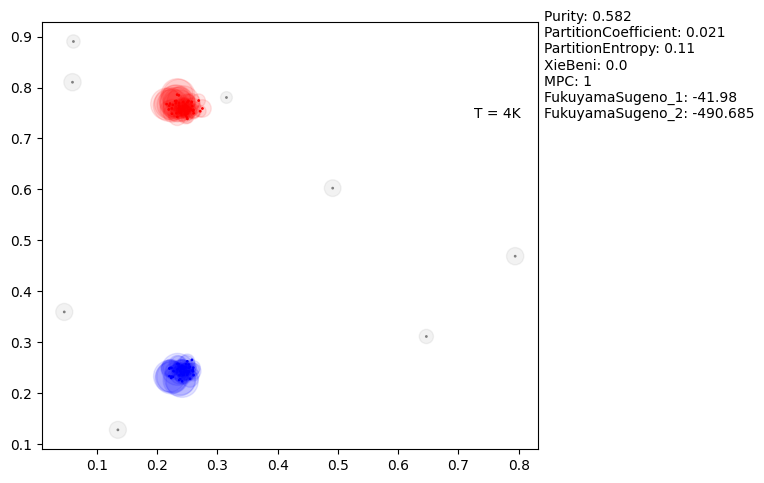 Purity: 0.582
PartitionCoefficient: 0.021
PartitionEntropy: 0.11
XieBeni: 0.0
MPC: 1
FukuyamaSugeno_1: -41.98
FukuyamaSugeno_2: -490.685
T = 4K
0.9
0.8
0.7
0.6
0.5
0.4
0.3
0.2
0.1
0.1 0.2 0.3 0.4 0.5 0.6 0.7 0.8